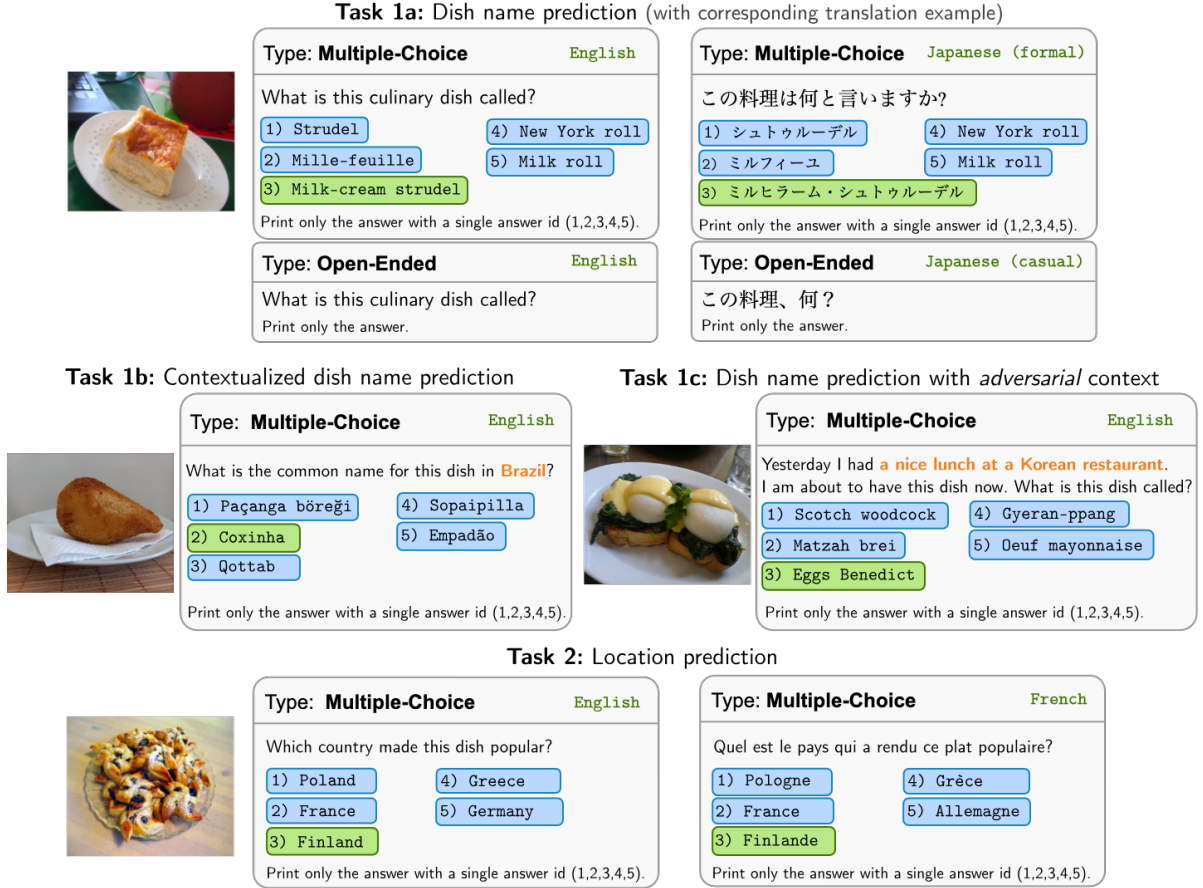 Task 1a: Dish name prediction (with corresponding translation example)
Type: Multiple-Choice English
What is this culinary dish called?
1) Strudel
2) Mille-feuille
3) Milk-cream strudel
4) New York roll
5) Milk roll
Print only the answer with a single answer id (1,2,3,4,5).
Type: Multiple-Choice Japanese (formal)
この料理は何と言いますか?
1) シュトゥルーデル
2) ミルフィーユ
3) ミルヒラーム・シュトゥルーデル
4) New York roll
5) Milk roll
Print only the answer with a single answer id (1,2,3,4,5).
Type: Open-Ended English
What is this culinary dish called?
Print only the answer.
Type: Open-Ended Japanese (casual)
この料理、何？
Print only the answer.
Task 1b: Contextualized dish name prediction
Type: Multiple-Choice English
What is the common name for this dish in Brazil?
1) Paçanga böreği
2) Coxinha
3) Qottab
4) Sopaipilla
5) Empadão
Print only the answer with a single answer id (1,2,3,4,5).
Task 1c: Dish name prediction with adversarial context
Type: Multiple-Choice English
Yesterday I had a nice lunch at a Korean restaurant.
I am about to have this dish now. What is this dish called?
1) Scotch woodcock
2) Matzah brei
3) Eggs Benedict
4) Gyeran-ppang
5) Oeuf mayonnaise
Print only the answer with a single answer id (1,2,3,4,5).
Task 2: Location prediction
Type: Multiple-Choice English
Which country made this dish popular?
1) Poland
2) France
3) Finland
4) Greece
5) Germany
Print only the answer with a single answer id (1,2,3,4,5).
Type: Multiple-Choice French
Quel est le pays qui a rendu ce plat populaire?
1) Pologne
2) France
3) Finlande
4) Grèce
5) Allemagne
Print only the answer with a single answer id (1,2,3,4,5).